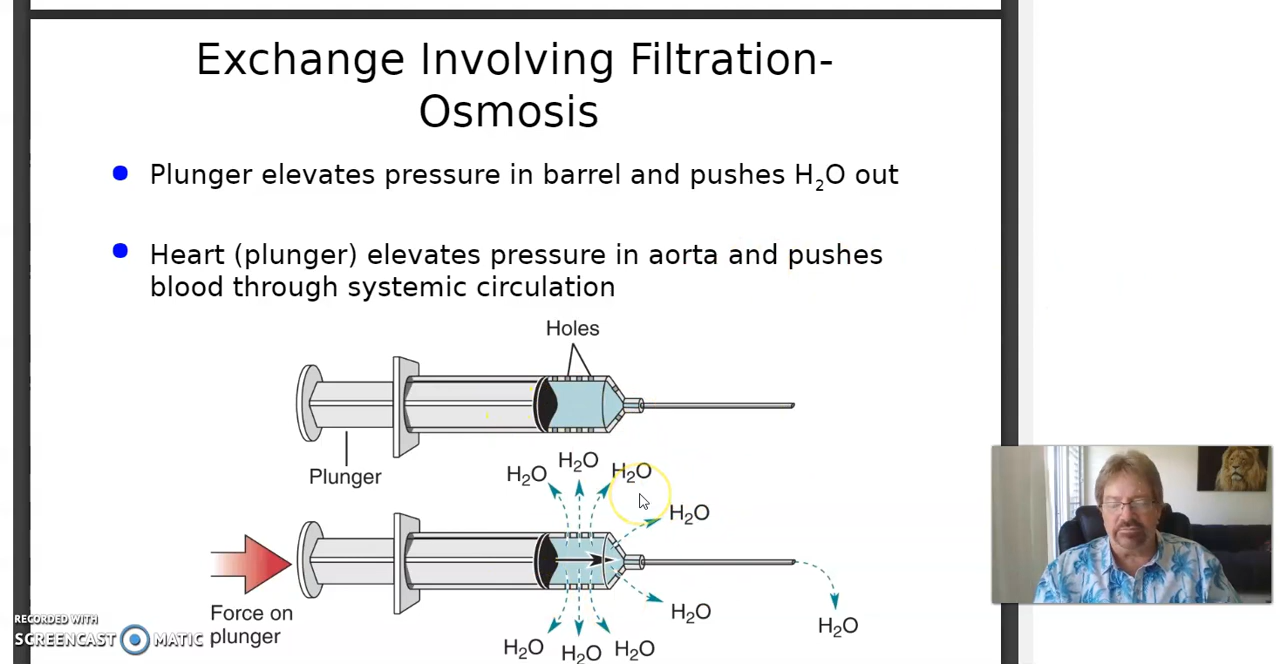 Exchange Involving Filtration-
Osmosis
Plunger elevates pressure in barrel and pushes H₂O out
Heart (plunger) elevates pressure in aorta and pushes
blood through systemic circulation
Holes
Plunger
H₂O
H₂O
H₂O
H₂O
Force on
plunger
H₂O
H₂O
H₂O
H₂O
H₂O
RECORDED WITH
SCREENCAST MATIC